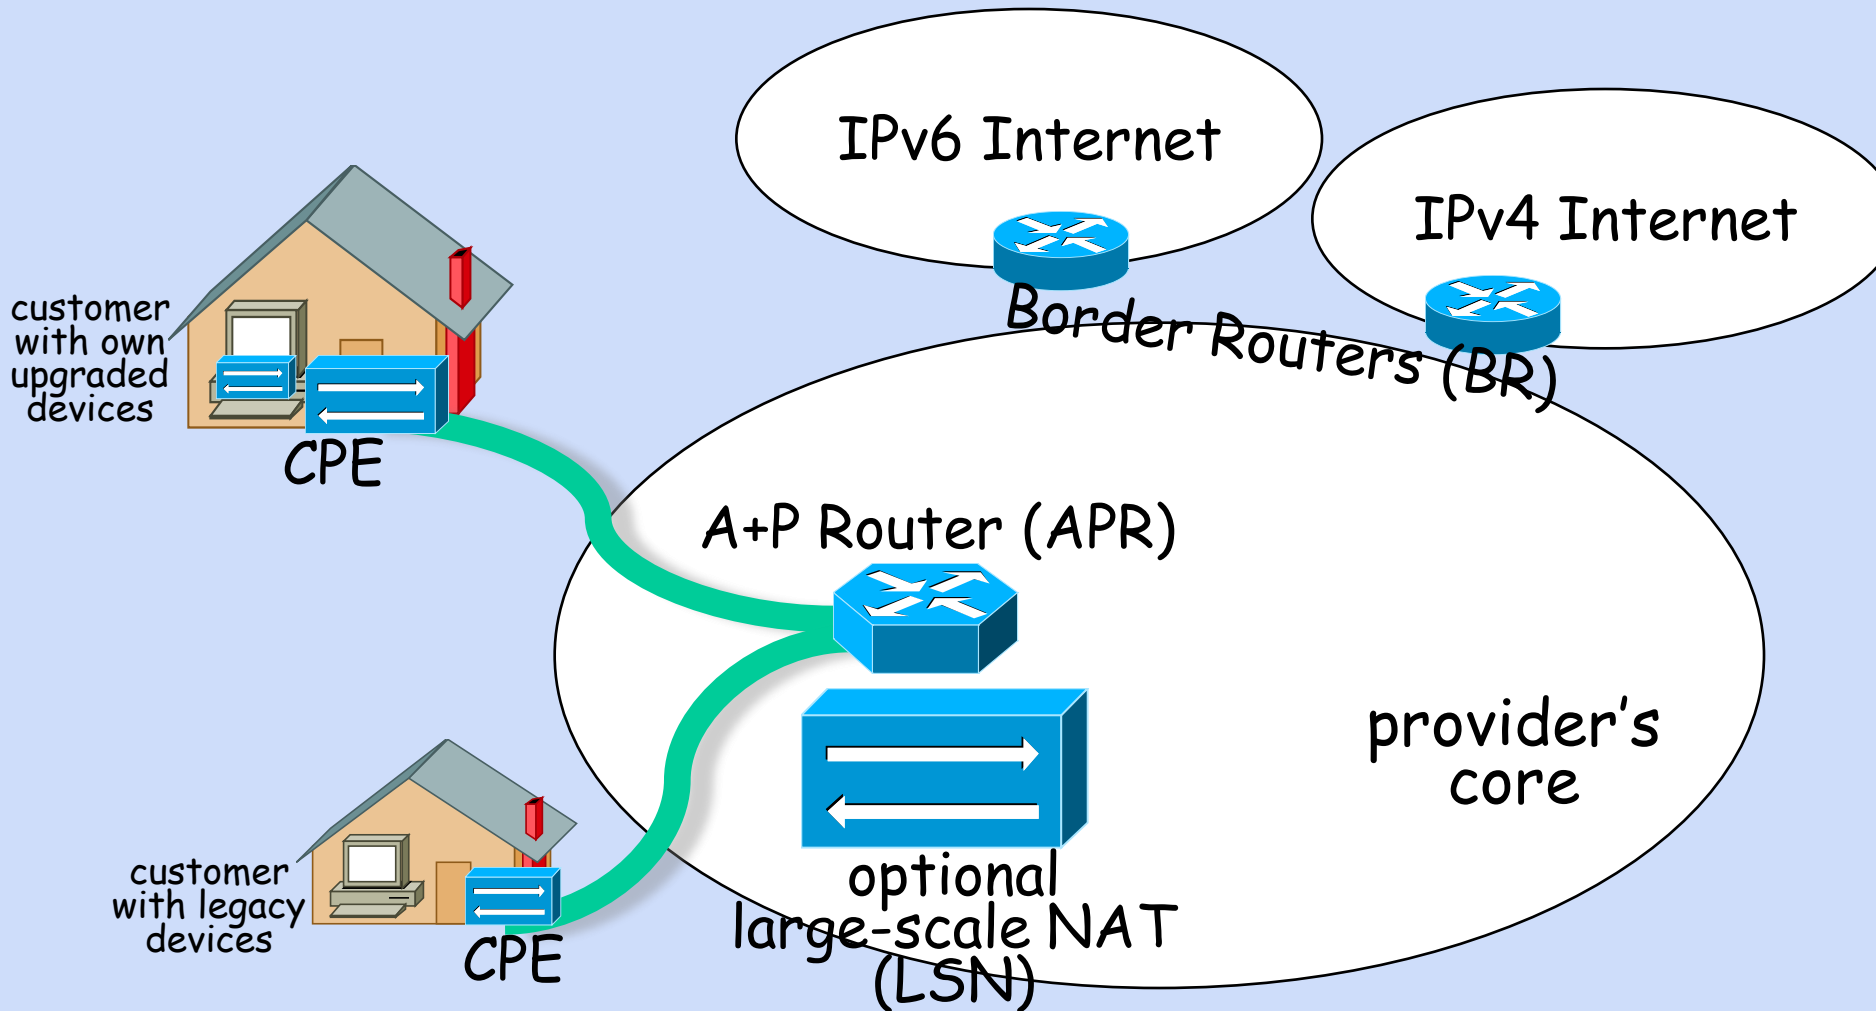 IPv6 Internet
IPv4 Internet
Border Routers (BR)
customer
with own
upgraded
devices
CPE
A+P Router (APR)
provider’s
core
optional
large-scale NAT
(LSN)
customer
with legacy
devices
CPE